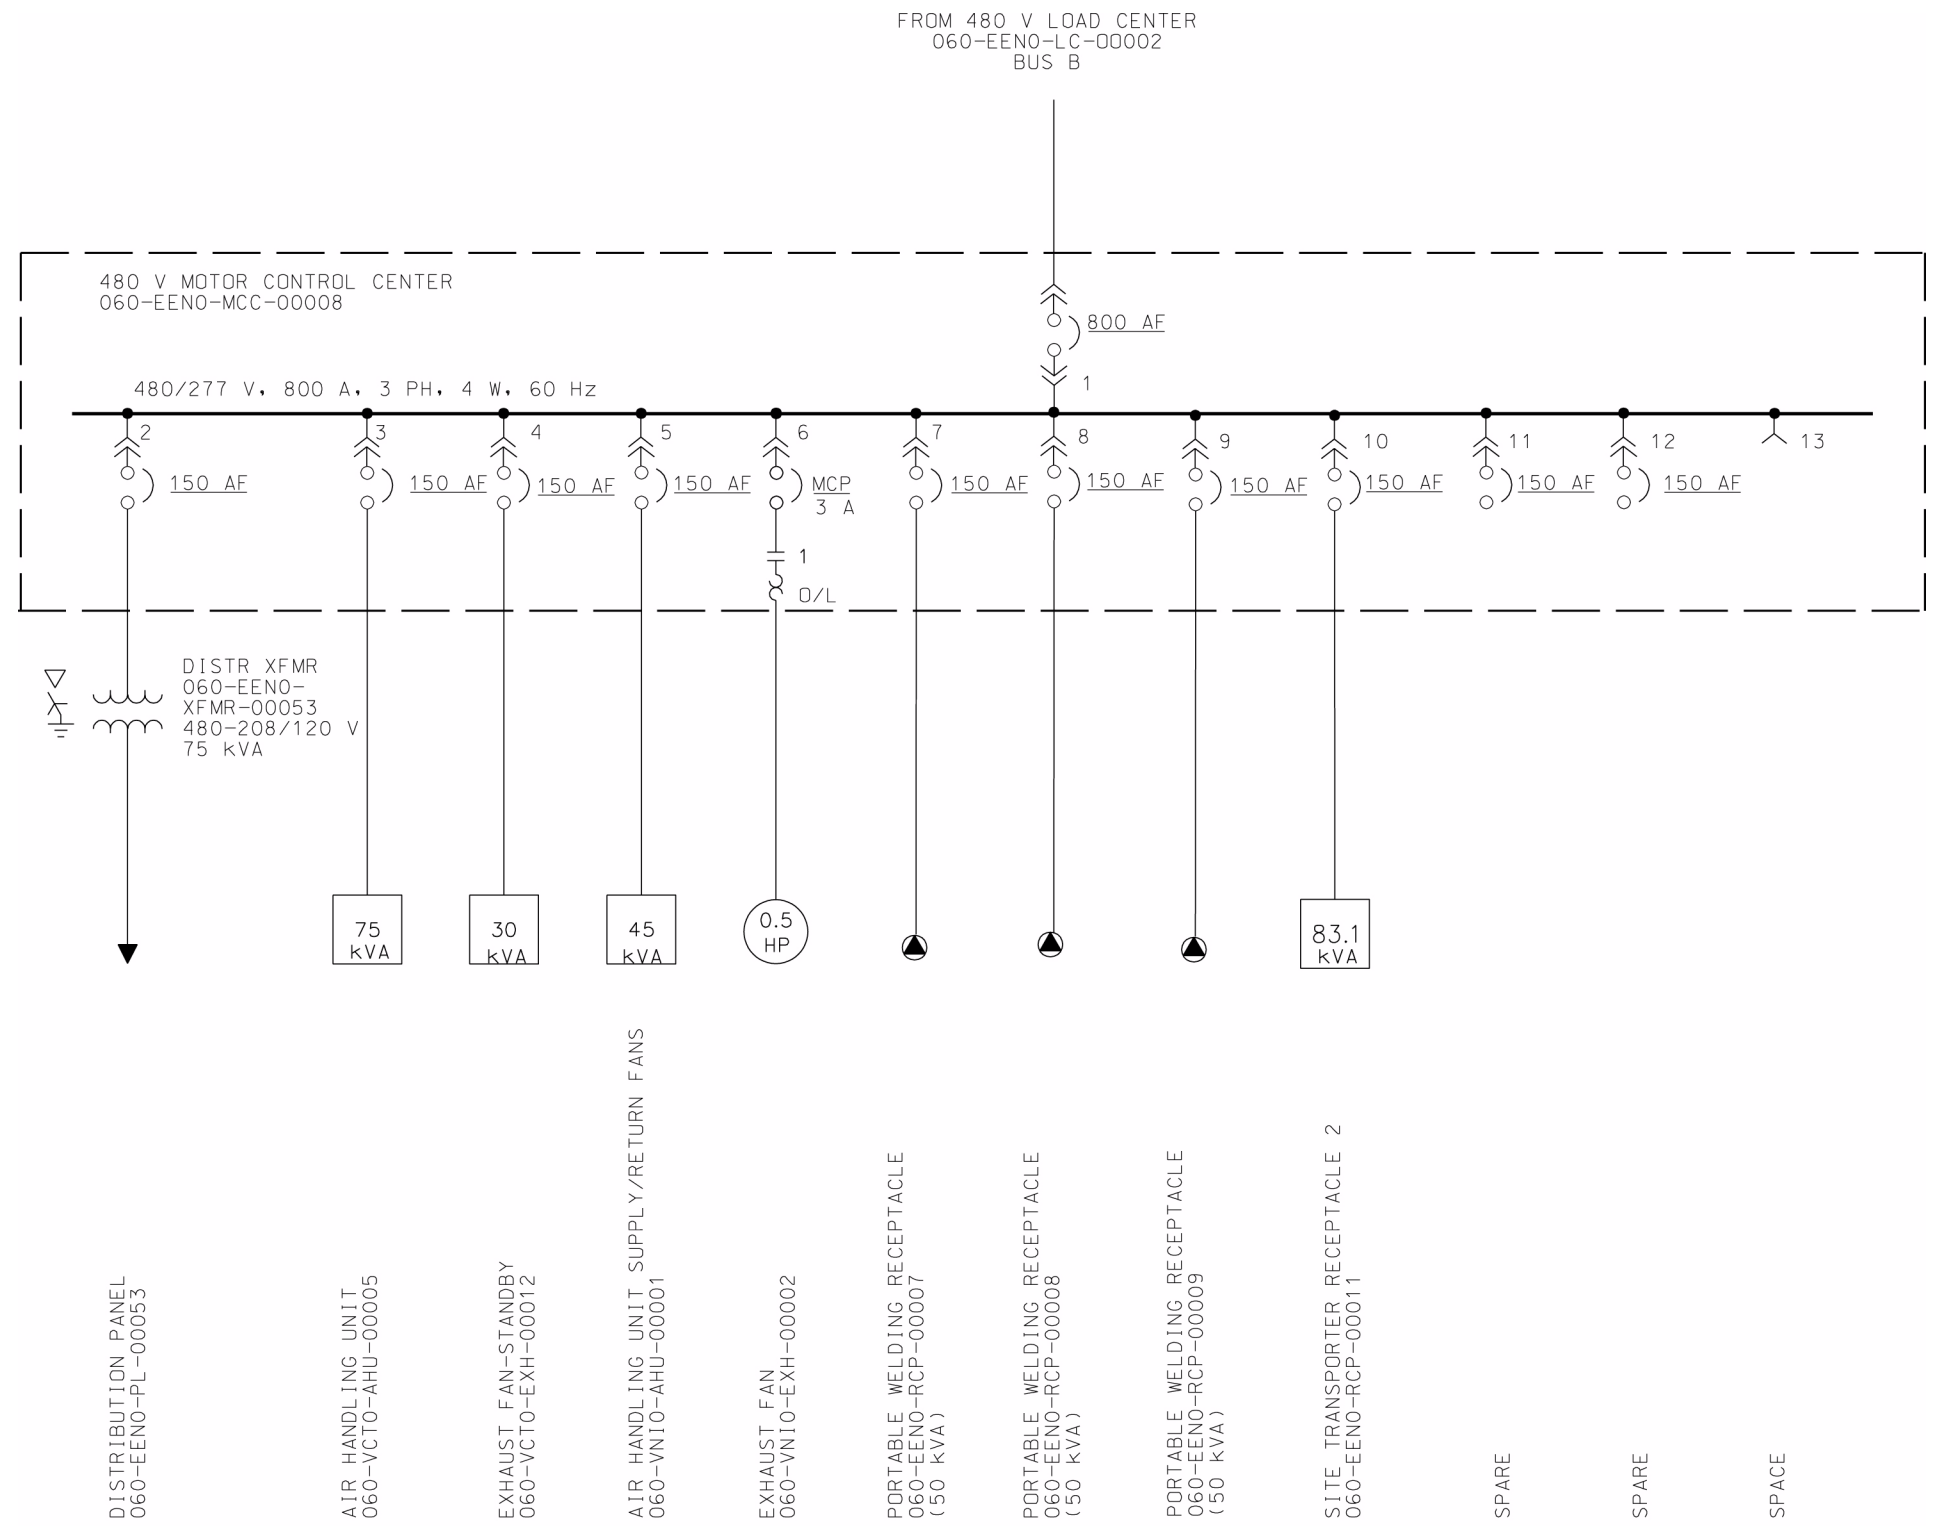 FROM 480 V LOAD CENTER
060-EEN0-LC-00002
BUS B
480 V MOTOR CONTROL CENTER
060-EEN0-MCC-00008
800 AF
1
480/277 V, 800 A, 3 PH, 4 W, 60 Hz
2
3
4
5
6
7
8
9
10
11
12
13
150 AF
150 AF
150 AF
150 AF
MCP
3 A
150 AF
150 AF
150 AF
150 AF
150 AF
150 AF
1
O/L
DISTR XFMR
060-EEN0-
XFMR-00053
480-208/120 V
75 kVA
75
kVA
30
kVA
45
kVA
0.5
HP
83.1
kVA
DISTRIBUTION PANEL
060-EEN0-PL-00053
AIR HANDLING UNIT
060-VCT0-AHU-00005
EXHAUST FAN-STANDBY
060-VCT0-EXH-00012
AIR HANDLING UNIT SUPPLY/RETURN FANS
060-VNI0-AHU-00001
EXHAUST FAN
060-VNI0-EXH-00002
PORTABLE WELDING RECEPTACLE
060-EEN0-RCP-00007
(50 kVA)
PORTABLE WELDING RECEPTACLE
060-EEN0-RCP-00008
(50 kVA)
PORTABLE WELDING RECEPTACLE
060-EEN0-RCP-00009
(50 kVA)
SITE TRANSPORTER RECEPTACLE 2
060-EEN0-RCP-00011
SPARE
SPARE
SPACE